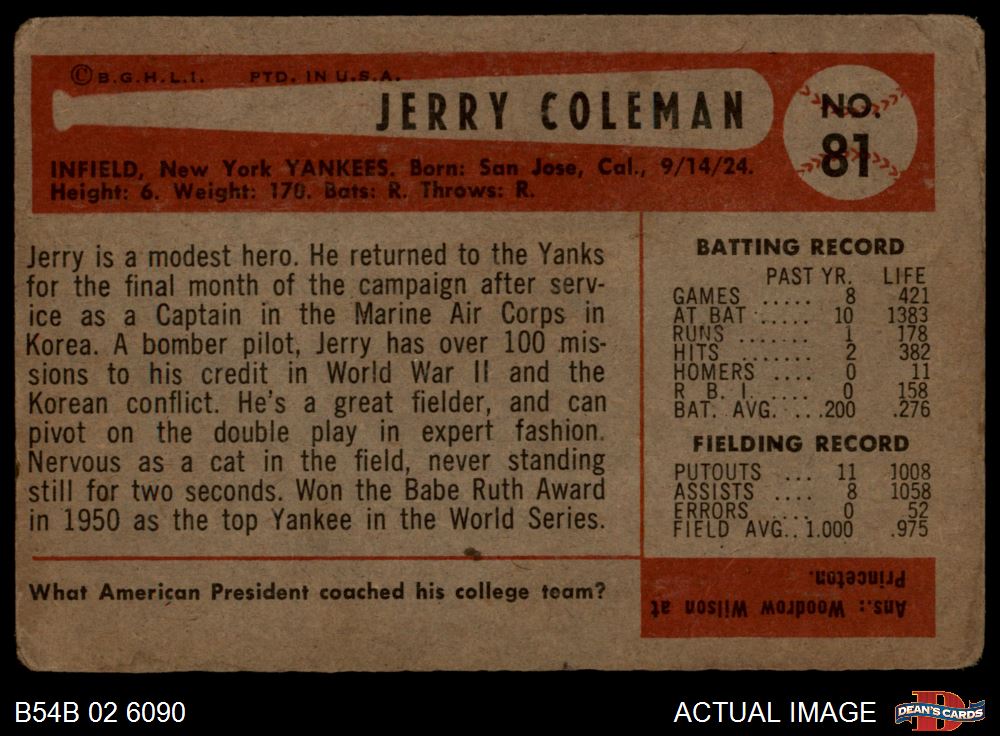 © B.G.H.L.I. PTD. IN U.S.A.
JERRY COLEMAN
NO.
81
INFIELD, New York YANKEES. Born: San Jose, Cal., 9/14/24.
Height: 6. Weight: 170. Bats: R. Throws: R.
Jerry is a modest hero. He returned to the Yanks
for the final month of the campaign after serv-
ice as a Captain in the Marine Air Corps in
Korea. A bomber pilot, Jerry has over 100 mis-
sions to his credit in World War II and the
Korean conflict. He's a great fielder, and can
pivot on the double play in expert fashion.
Nervous as a cat in the field, never standing
still for two seconds. Won the Babe Ruth Award
in 1950 as the top Yankee in the World Series.
BATTING RECORD
PAST YR. LIFE
GAMES ..... 8 421
AT BAT ..... 10 1383
RUNS ....... 1 178
HITS ....... 2 382
HOMERS .... 0 11
R. B. I. ..... 0 158
BAT. AVG. ... .200 .276
FIELDING RECORD
PUTOUTS ... 11 1008
ASSISTS .... 8 1058
ERRORS .... 0 52
FIELD AVG.. 1.000 .975
What American President coached his college team?
Ans.: Woodrow Wilson at
Princeton.
B54B 02 6090
ACTUAL IMAGE
D
DEAN'S CARDS